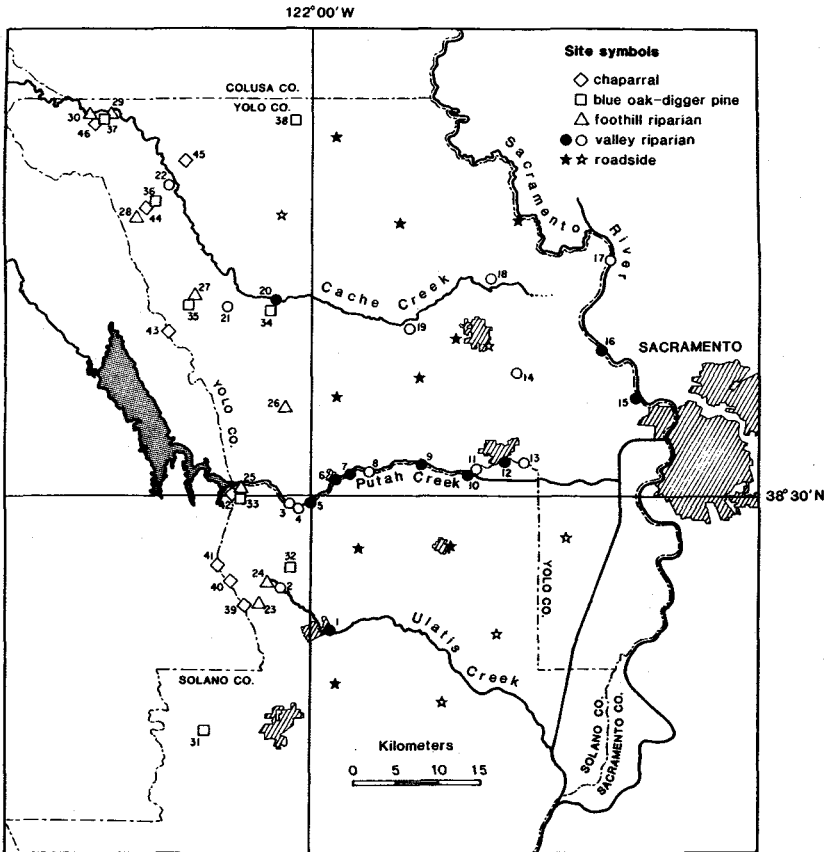 122°00'W
Site symbols
chaparral
blue oak-digger pine
foothill riparian
valley riparian
roadside
COLUSA CO.
YOLO CO.
29
30
46
37
38
45
22
36
28
44
Sacramento
River
17
27
20
35
21
34
Cache Creek
18
19
43
16
SACRAMENTO
YOLO CO.
14
15
26
25
6
7
8
9
11
12
13
10
Putah Creek
42
33
3
4
5
38°30'N
41
32
24
40
2
39
23
1
YOLO CO.
Ulatis
Creek
SOLANO CO.
31
Kilometers
0 5 10 15
SOLANO CO.
SACRAMENTO CO.